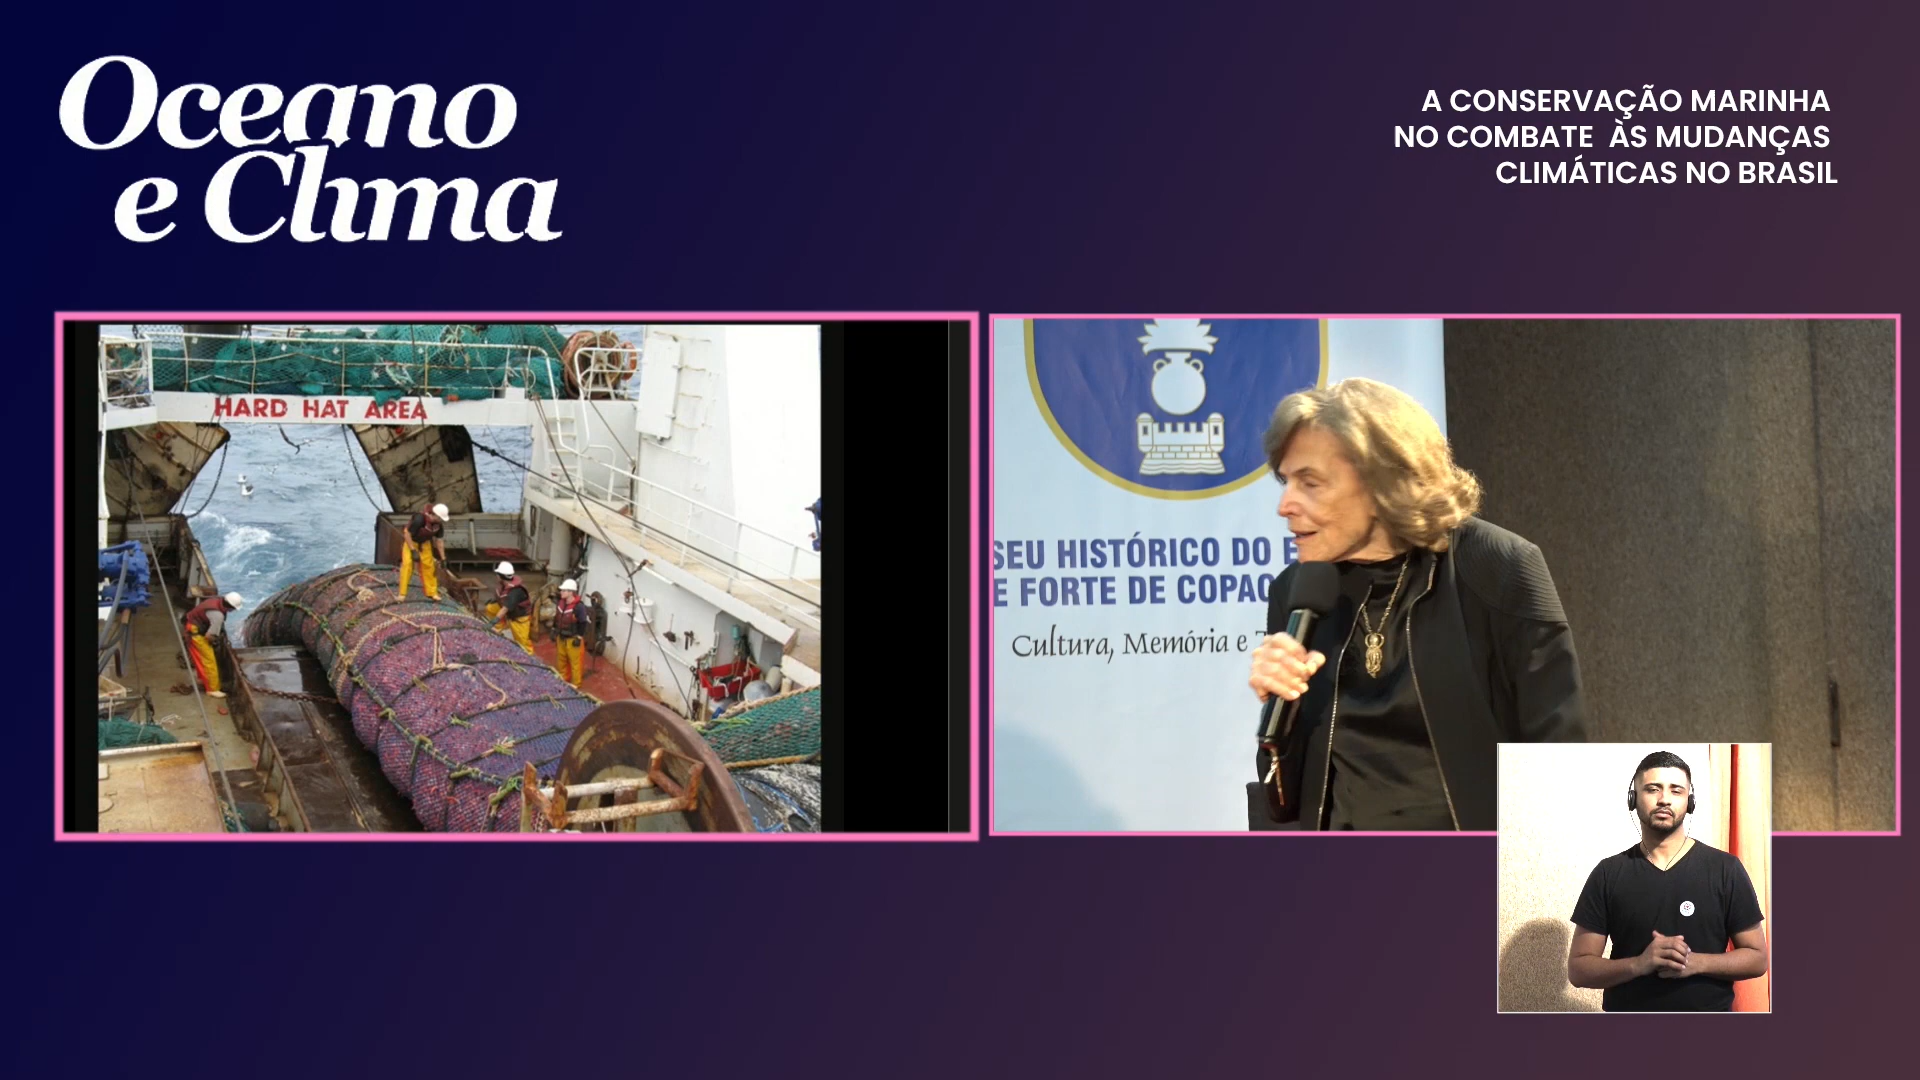 Oceano
e Clima
A CONSERVAÇÃO MARINHA
NO COMBATE ÀS MUDANÇAS
CLIMÁTICAS NO BRASIL
HARD HAT AREA
SEU HISTÓRICO DO E
E FORTE DE COPAC
Cultura, Memória e